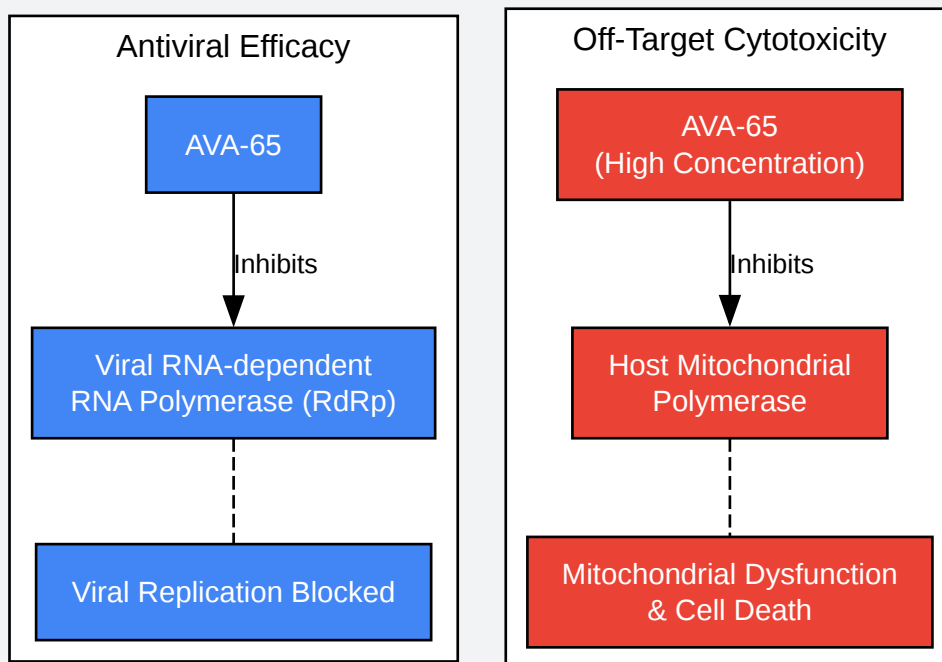 Antiviral Efficacy
AVA-65
Inhibits
Viral RNA-dependent
RNA Polymerase (RdRp)
Viral Replication Blocked
Off-Target Cytotoxicity
AVA-65
(High Concentration)
Inhibits
Host Mitochondrial
Polymerase
Mitochondrial Dysfunction
& Cell Death